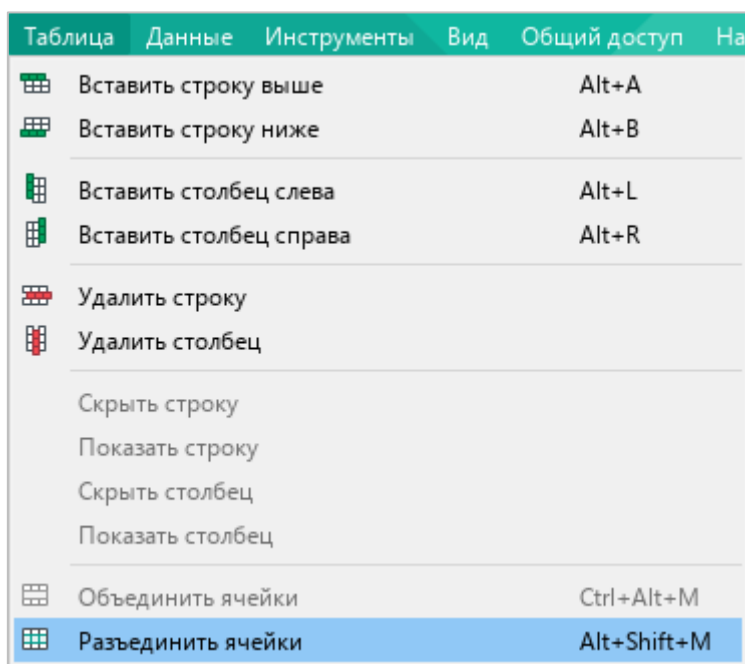 Таблица Данные Инструменты Вид Общий доступ На
Вставить строку выше Alt+A
Вставить строку ниже Alt+B
Вставить столбец слева Alt+L
Вставить столбец справа Alt+R
Удалить строку
Удалить столбец
Скрыть строку
Показать строку
Скрыть столбец
Показать столбец
Объединить ячейки Ctrl+Alt+M
Разъединить ячейки Alt+Shift+M